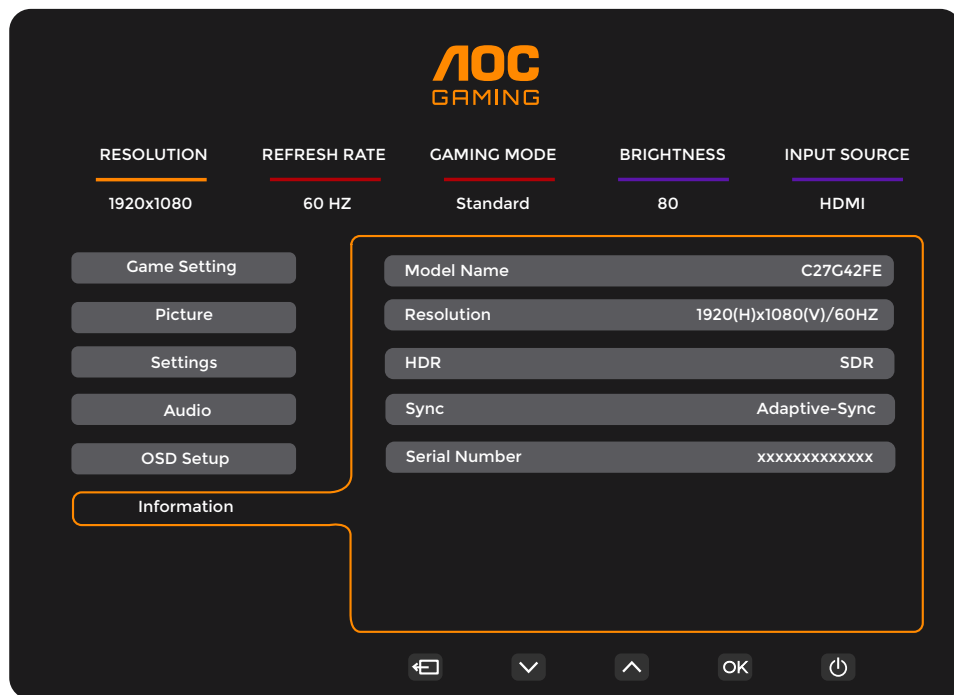 AOC
GAMING
RESOLUTION REFRESH RATE GAMING MODE BRIGHTNESS INPUT SOURCE
1920x1080 60 HZ Standard 80 HDMI
Game Setting
Model Name C27G42FE
Picture
Resolution 1920(H)x1080(V)/60HZ
Settings
HDR SDR
Audio
Sync Adaptive-Sync
OSD Setup
Serial Number xxxxxxxxxxxxx
Information
OK